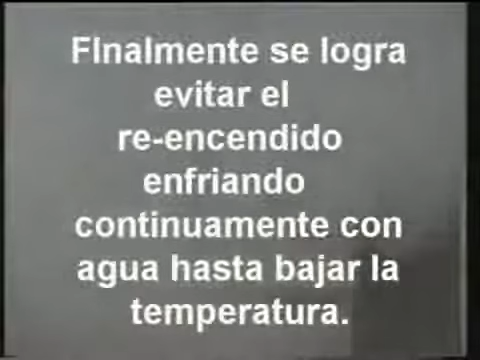 FInalmente se logra
evitar el
re-encendido
enfriando
continuamente con
agua hasta bajar la
temperatura.